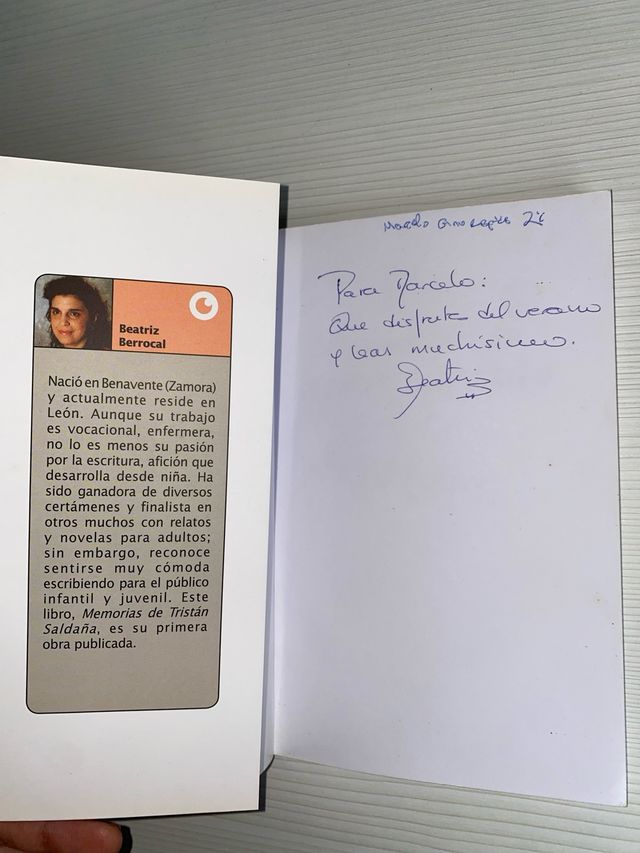 Beatriz
Berrocal
Nació en Benavente (Zamora)
y actualmente reside en
León. Aunque su trabajo
es vocacional, enfermera,
no lo es menos su pasión
por la escritura, afición que
desarrolla desde niña. Ha
sido ganadora de diversos
certámenes y finalista en
otros muchos con relatos
y novelas para adultos;
sin embargo, reconoce
sentirse muy cómoda
escribiendo para el público
infantil y juvenil. Este
libro, Memorias de Tristán
Saldaña, es su primera
obra publicada.
Para Marcelo:
Que disfrutes del verano
y leas muchísimo.
Beatriz